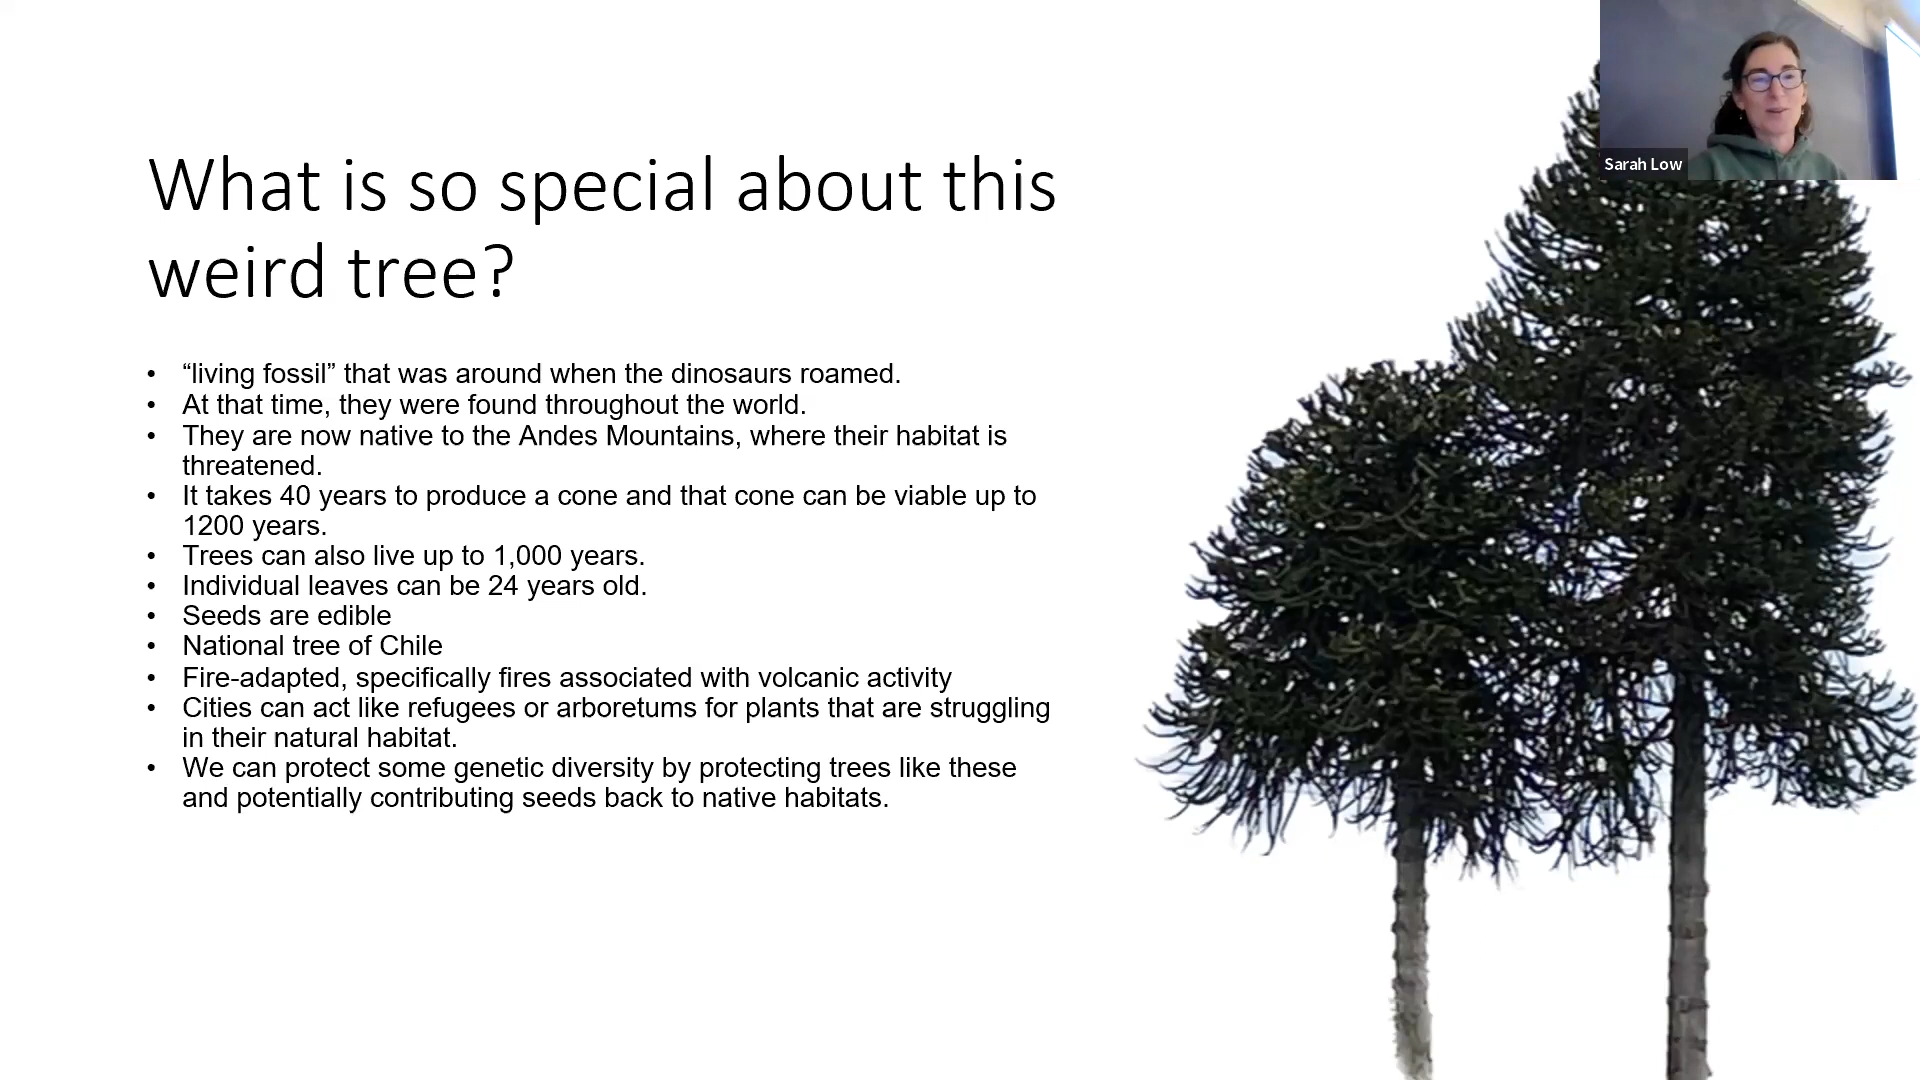 Sarah Low
What is so special about this
weird tree?
• “living fossil” that was around when the dinosaurs roamed.
• At that time, they were found throughout the world.
• They are now native to the Andes Mountains, where their habitat is
threatened.
• It takes 40 years to produce a cone and that cone can be viable up to
1200 years.
• Trees can also live up to 1,000 years.
• Individual leaves can be 24 years old.
• Seeds are edible
• National tree of Chile
• Fire-adapted, specifically fires associated with volcanic activity
• Cities can act like refugees or arboretums for plants that are struggling
in their natural habitat.
• We can protect some genetic diversity by protecting trees like these
and potentially contributing seeds back to native habitats.